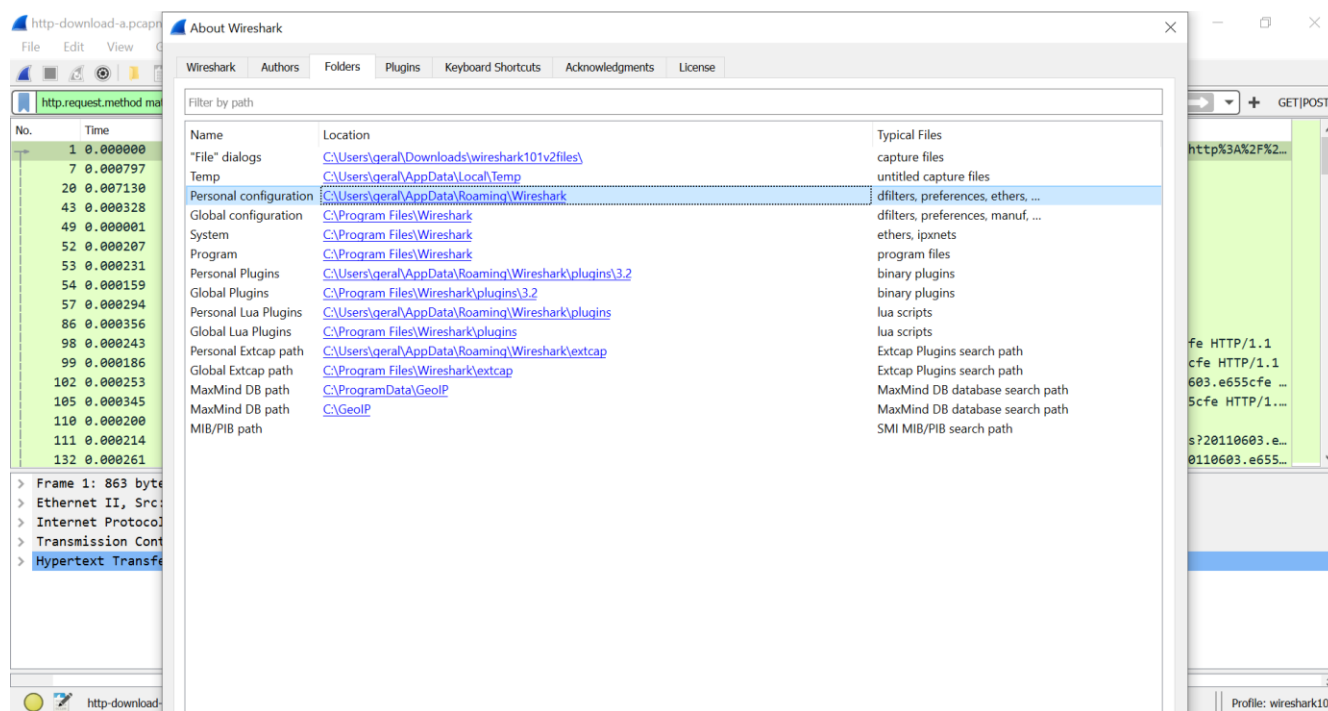 http-download-a.pcapn
About Wireshark
File Edit View G
Wireshark Authors Folders Plugins Keyboard Shortcuts Acknowledgments License
http.request.method mat
Filter by path
GET|POST
No. Time
Name Location Typical Files
1 0.000000
"File" dialogs C:\Users\geral\Downloads\wireshark101v2files\ capture files
http%3A%2F%2...
7 0.000797
Temp C:\Users\geral\AppData\Local\Temp untitled capture files
20 0.007130
Personal configuration C:\Users\geral\AppData\Roaming\Wireshark dfilters, preferences, ethers, ...
43 0.000328
Global configuration C:\Program Files\Wireshark dfilters, preferences, manuf, ...
49 0.000001
System C:\Program Files\Wireshark ethers, ipxnets
52 0.000207
Program C:\Program Files\Wireshark program files
53 0.000231
Personal Plugins C:\Users\geral\AppData\Roaming\Wireshark\plugins\3.2 binary plugins
54 0.000159
Global Plugins C:\Program Files\Wireshark\plugins\3.2 binary plugins
57 0.000294
Personal Lua Plugins C:\Users\geral\AppData\Roaming\Wireshark\plugins lua scripts
86 0.000356
Global Lua Plugins C:\Program Files\Wireshark\plugins lua scripts
98 0.000243
Personal Extcap path C:\Users\geral\AppData\Roaming\Wireshark\extcap Extcap Plugins search path
fe HTTP/1.1
99 0.000186
Global Extcap path C:\Program Files\Wireshark\extcap Extcap Plugins search path
cfe HTTP/1.1
102 0.000253
MaxMind DB path C:\ProgramData\GeoIP MaxMind DB database search path
603.e655cfe ...
105 0.000345
MaxMind DB path C:\GeoIP MaxMind DB database search path
5cfe HTTP/1....
110 0.000200
MIB/PIB path SMI MIB/PIB search path
111 0.000214
s?20110603.e...
132 0.000261
0110603.e655...
Frame 1: 863 byte
Ethernet II, Src:
Internet Protocol
Transmission Cont
Hypertext Transfe
http-download-
Profile: wireshark10